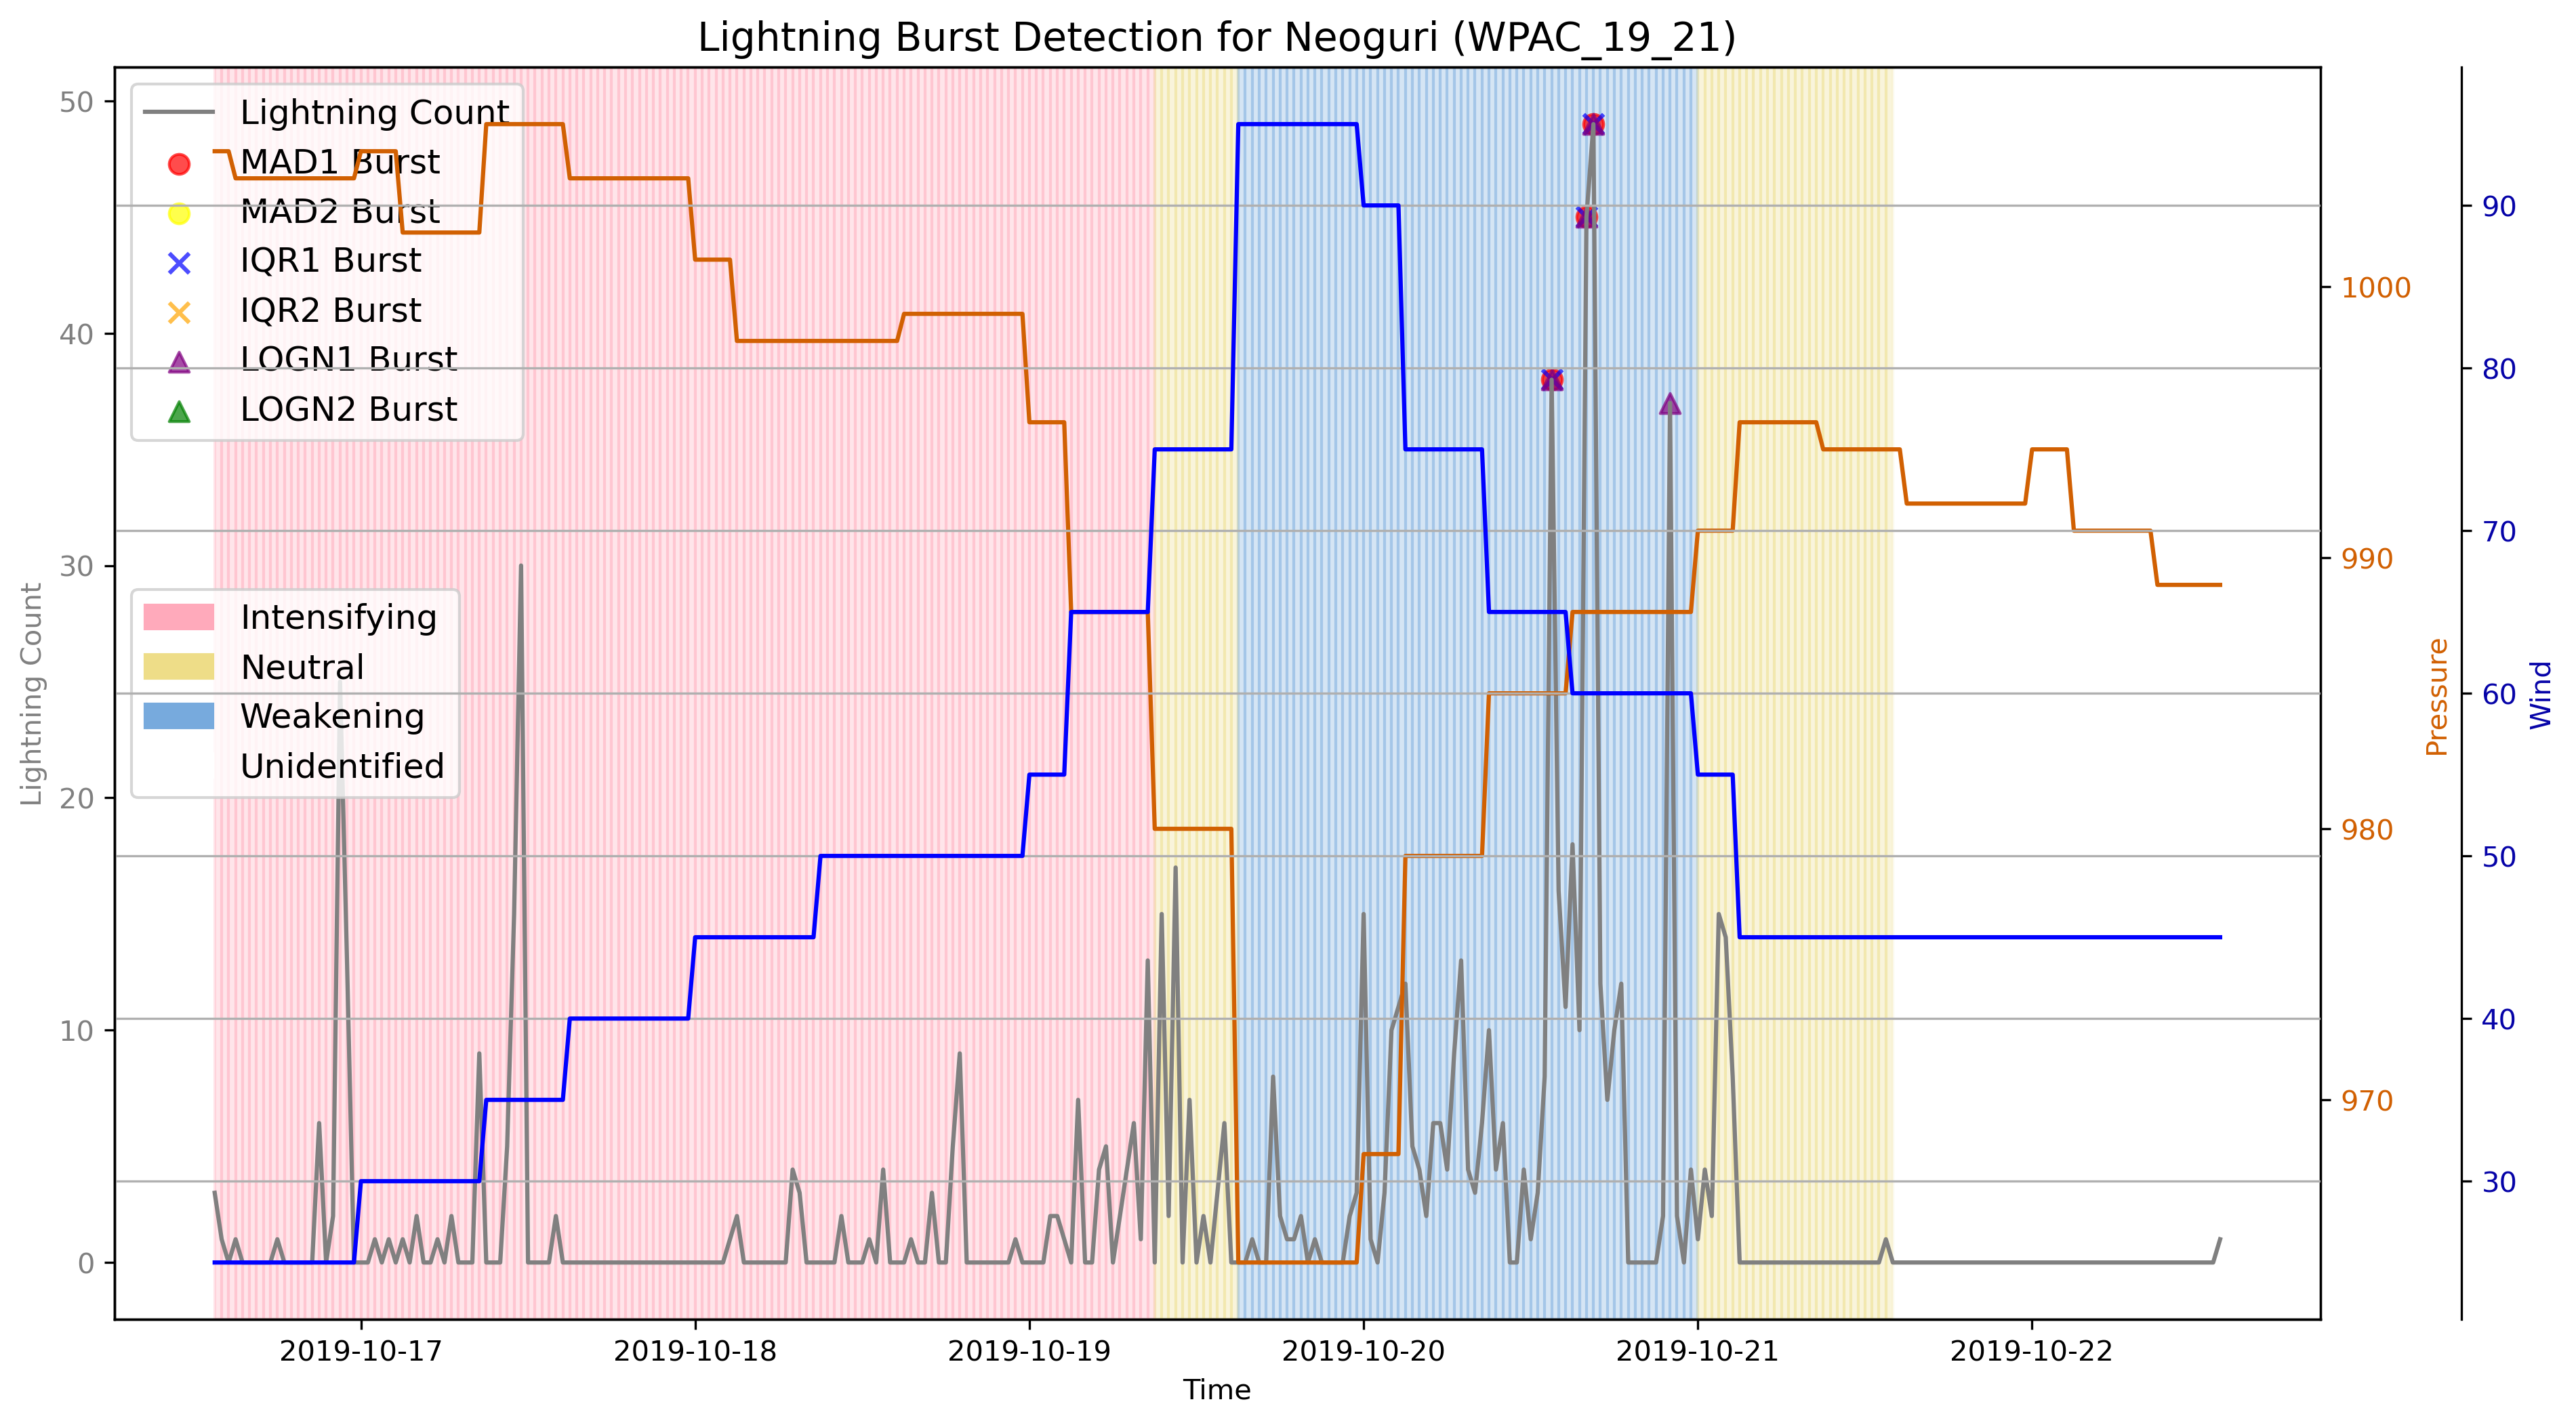 Lightning Burst Detection for Neoguri (WPAC_19_21)
Lightning Count
MAD1 Burst
MAD2 Burst
IQR1 Burst
IQR2 Burst
LOGN1 Burst
LOGN2 Burst
Intensifying
Neutral
Weakening
Unidentified
Lightning Count
50
40
30
20
10
0
1000
990
980
970
Pressure
90
80
70
60
50
40
30
Wind
2019-10-17
2019-10-18
2019-10-19
2019-10-20
2019-10-21
2019-10-22
Time